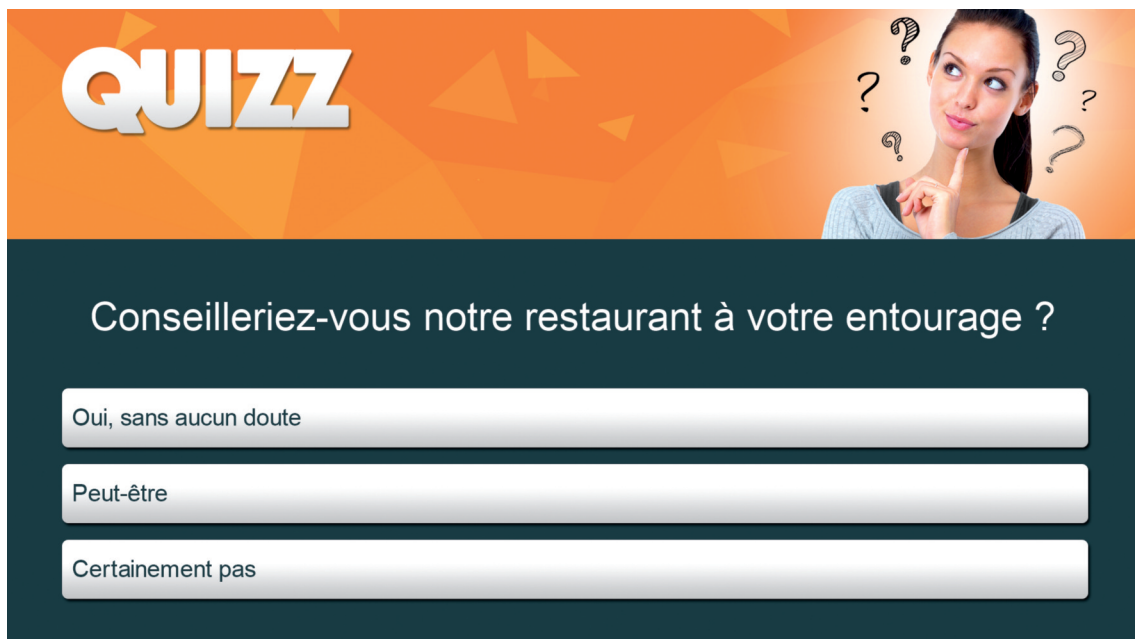 QUIZZ
Conseilleriez-vous notre restaurant à votre entourage ?
Oui, sans aucun doute
Peut-être
Certainement pas